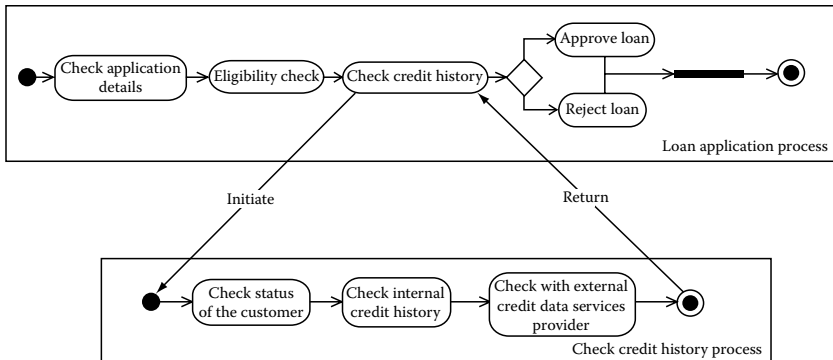 Check application
details
Eligibility check
Check credit history
Approve loan
Reject loan
Loan application process
Initiate
Return
Check status
of the customer
Check internal
credit history
Check with external
credit data services
provider
Check credit history process